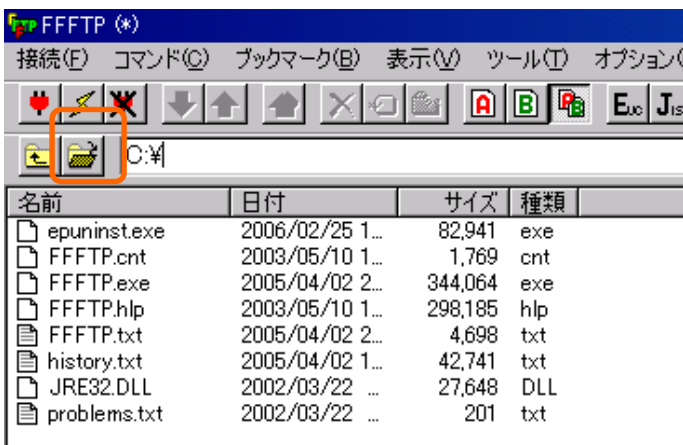 FFFTP (*)
接続(F) コマンド(C) ブックマーク(B) 表示(V) ツール(T) オプション(
A B B Euc JIS
C:¥
名前 日付 サイズ 種類
epuninst.exe 2006/02/25 1... 82,941 exe
FFFTP.cnt 2003/05/10 1... 1,769 cnt
FFFTP.exe 2005/04/02 2... 344,064 exe
FFFTP.hlp 2003/05/10 1... 298,185 hlp
FFFTP.txt 2005/04/02 2... 4,698 txt
history.txt 2005/04/02 1... 42,741 txt
JRE32.DLL 2002/03/22 ... 27,648 DLL
problems.txt 2002/03/22 ... 201 txt